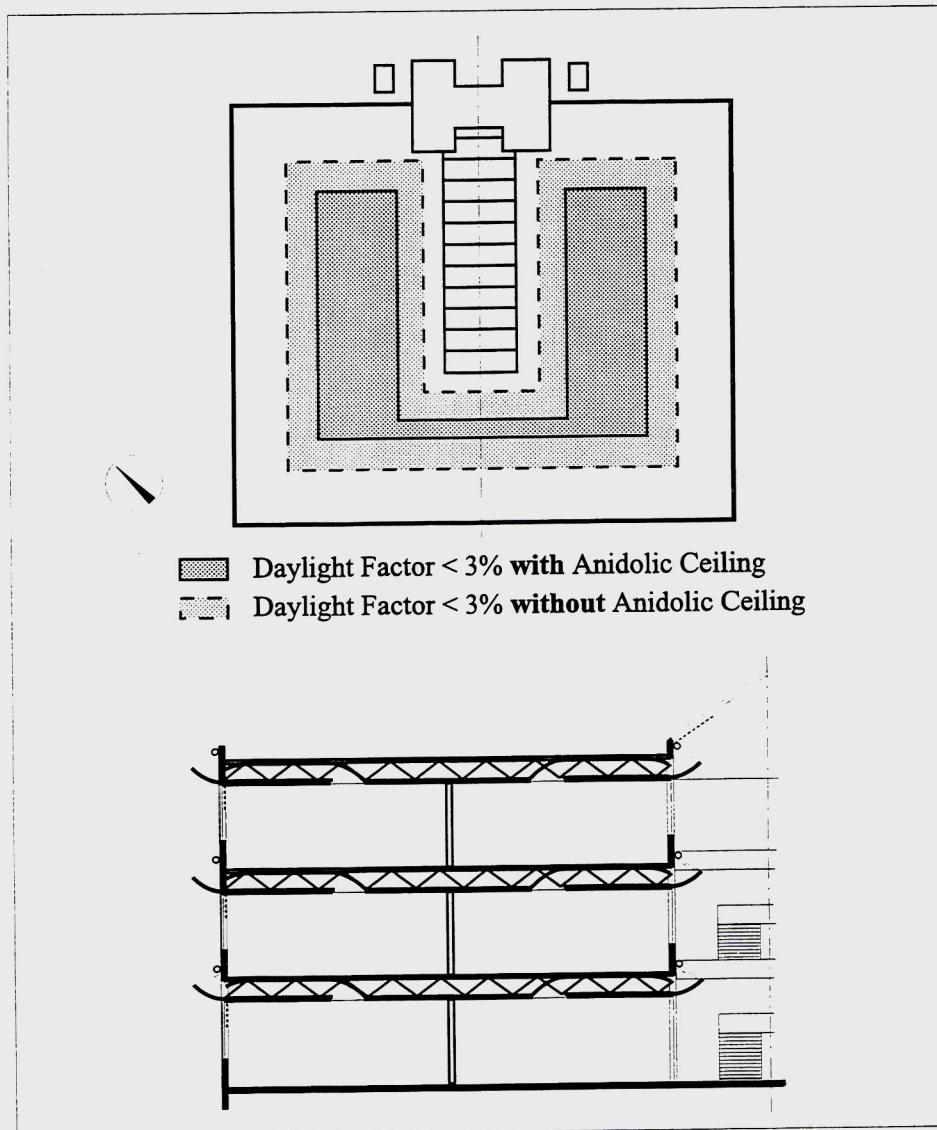 Daylight Factor < 3% with Anidolic Ceiling
Daylight Factor < 3% without Anidolic Ceiling